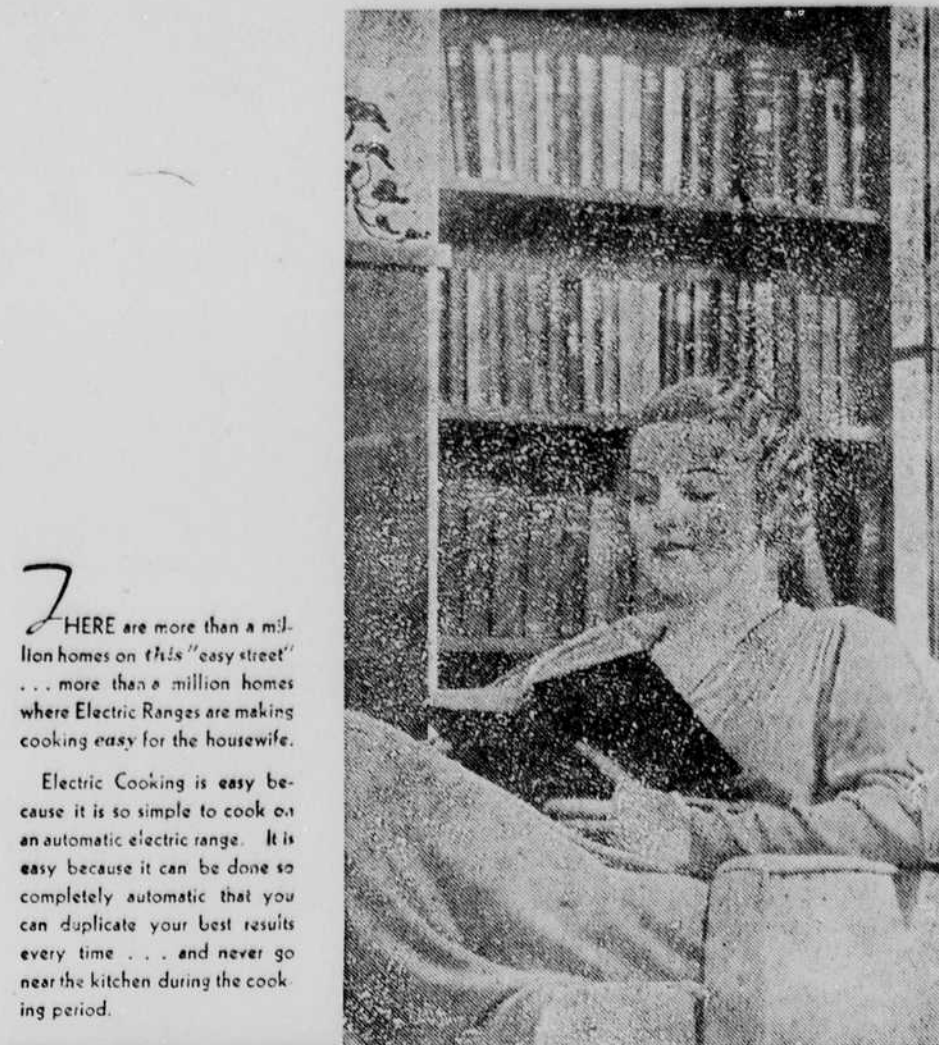 THERE are more than a mil-
lion homes on this "easy street"
... more than a million homes
where Electric Ranges are making
cooking easy for the housewife.
Electric Cooking is easy be-
cause it is so simple to cook on
an automatic electric range. It is
easy because it can be done so
completely automatic that you
can duplicate your best results
every time . . . and never go
near the kitchen during the cook-
ing period.